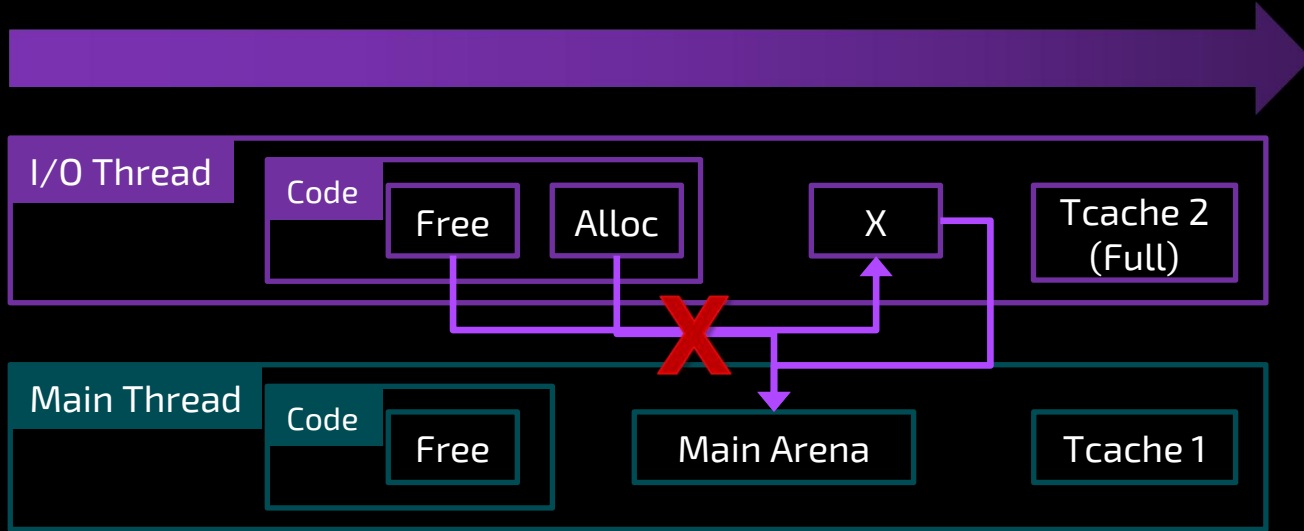 I/O Thread
Code
Free
Alloc
X
Tcache 2
(Full)
X
Main Thread
Code
Free
Main Arena
Tcache 1